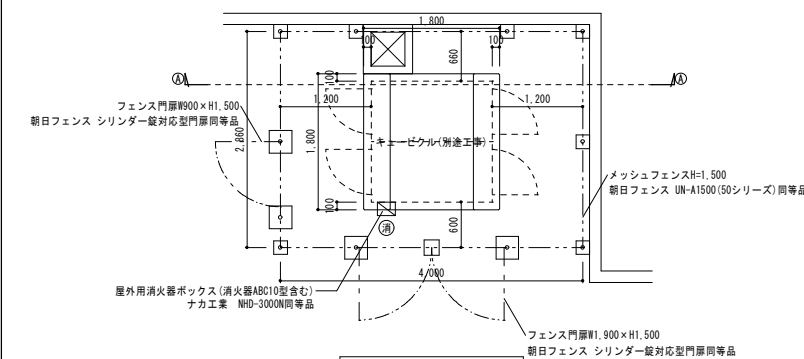 1,800
100
100
660
Ⓐ
Ⓐ
100
1,200
1,200
フェンス門扉W900×H1,500
朝日フェンス シリンダー錠対応型門扉同等品
2,860
1,800
キュービクル(別途工事)
メッシュフェンスH=1,500
朝日フェンス UN-A1500(50シリーズ)同等品
100
消
600
4,000
屋外用消火器ボックス(消火器ABC10型含む)
ナカ工業 NHD-3000N同等品
フェンス門扉W1,900×H1,500
朝日フェンス シリンダー錠対応型門扉同等品